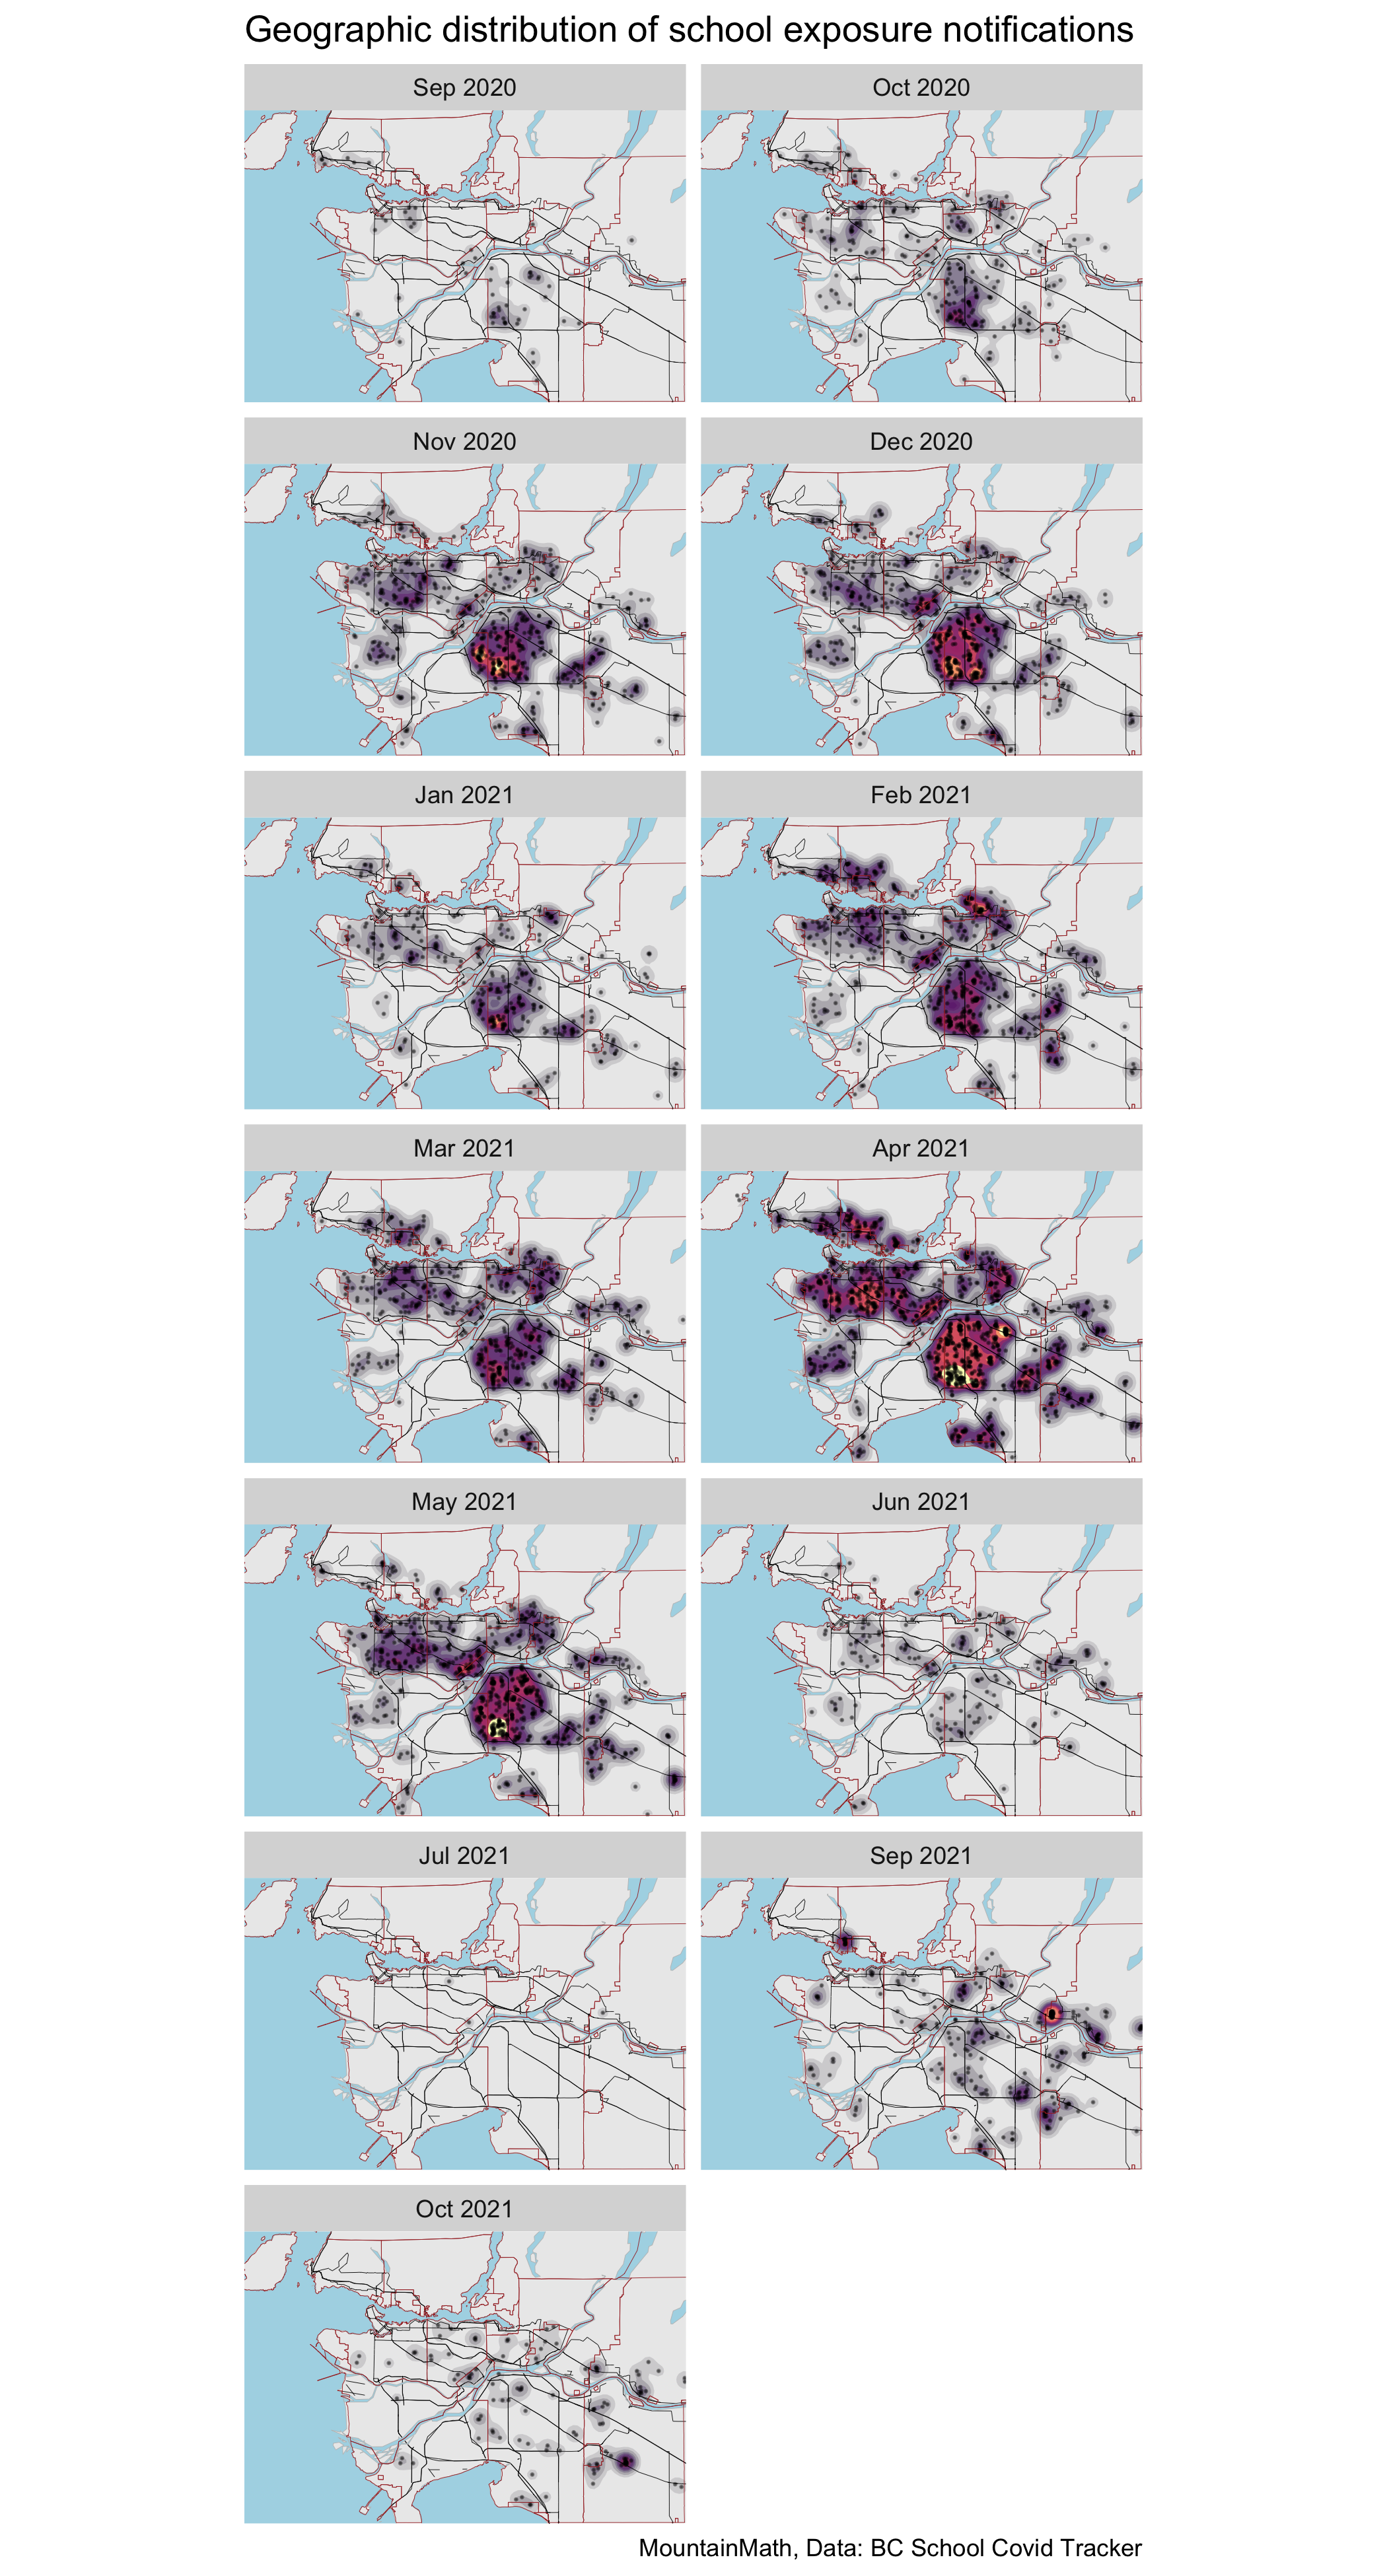 Geographic distribution of school exposure notifications
Sep 2020
Oct 2020
Nov 2020
Dec 2020
Jan 2021
Feb 2021
Mar 2021
Apr 2021
May 2021
Jun 2021
Jul 2021
Sep 2021
Oct 2021
MountainMath, Data: BC School Covid Tracker